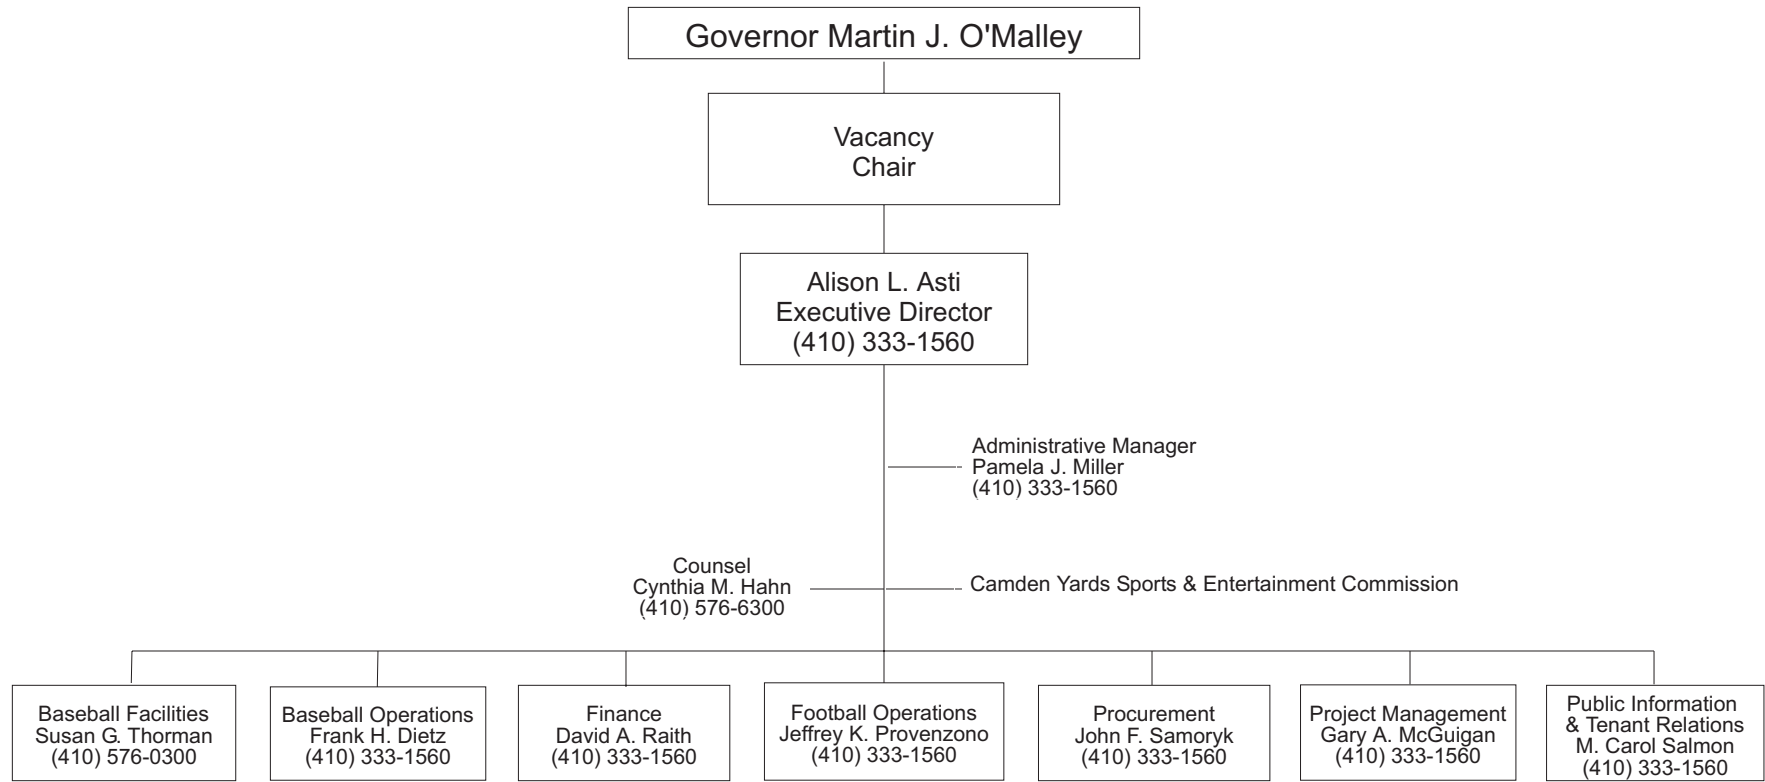 Governor Martin J. O'Malley
Vacancy
Chair
Alison L. Asti
Executive Director
(410) 333-1560
Administrative Manager
Pamela J. Miller
(410) 333-1560
Counsel
Cynthia M. Hahn
(410) 576-6300
Camden Yards Sports & Entertainment Commission
Baseball Facilities
Susan G. Thorman
(410) 576-0300
Baseball Operations
Frank H. Dietz
(410) 333-1560
Finance
David A. Raith
(410) 333-1560
Football Operations
Jeffrey K. Provenzono
(410) 333-1560
Procurement
John F. Samoryk
(410) 333-1560
Project Management
Gary A. McGuigan
(410) 333-1560
Public Information
& Tenant Relations
M. Carol Salmon
(410) 333-1560